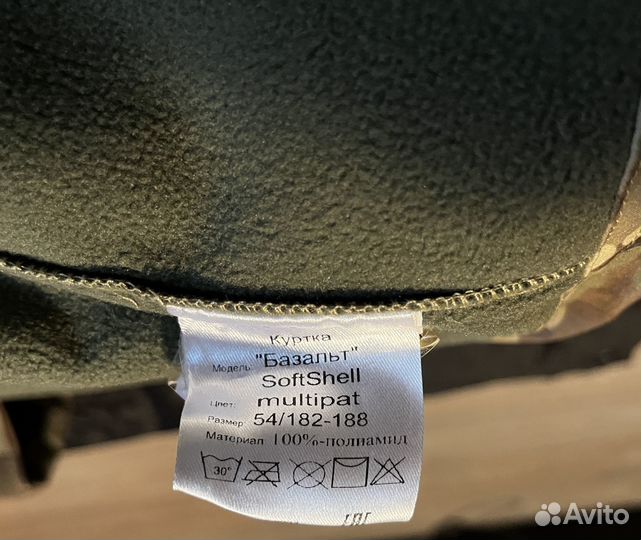 Куртка
Модель: "Базальт"
SoftShell
Цвет: multipat
Размер: 54/182-188
Материал 100%-полиамид
30°
Avito